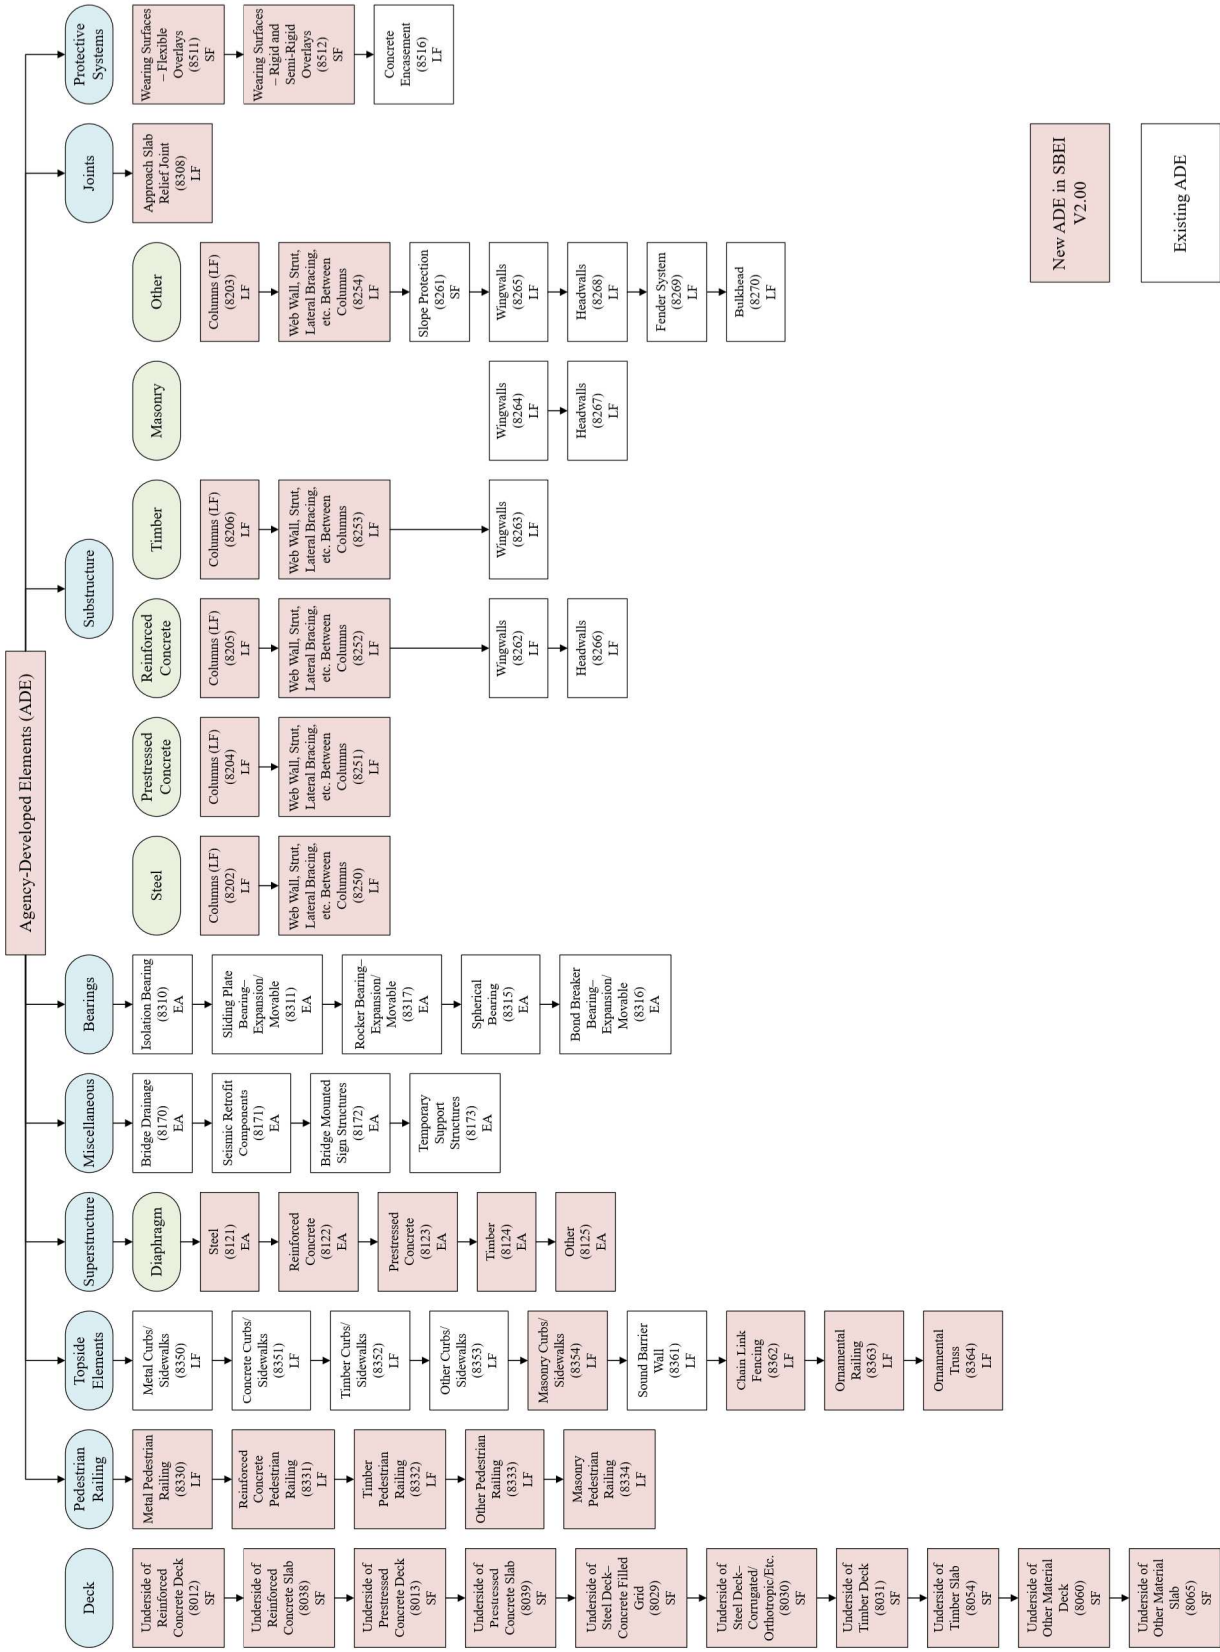 Agency-Developed Elements (ADE)
Deck
Underside of
Reinforced
Concrete Deck
(8012)
SF
Underside of
Reinforced
Concrete Slab
(8038)
SF
Underside of
Prestressed
Concrete Deck
(8013)
SF
Underside of
Prestressed
Concrete Slab
(8039)
SF
Underside of
Steel Deck–
Concrete Filled
Grid
(8029)
SF
Underside of
Steel Deck–
Corrugated/
Orthotropic/Etc.
(8030)
SF
Underside of
Timber Deck
(8031)
SF
Underside of
Timber Slab
(8054)
SF
Underside of
Other Material
Deck
(8060)
SF
Underside of
Other Material
Slab
(8065)
SF
Pedestrian
Railing
Metal Pedestrian
Railing
(8330)
LF
Reinforced
Concrete
Pedestrian
Railing
(8331)
LF
Timber
Pedestrian
Railing
(8332)
LF
Other Pedestrian
Railing
(8333)
LF
Masonry
Pedestrian
Railing
(8334)
LF
Topside
Elements
Metal Curbs/
Sidewalks
(8350)
LF
Concrete Curbs/
Sidewalks
(8351)
LF
Timber Curbs/
Sidewalks
(8352)
LF
Other Curbs/
Sidewalks
(8353)
LF
Masonry Curbs/
Sidewalks
(8354)
LF
Sound Barrier
Wall
(8361)
LF
Chain Link
Fencing
(8362)
LF
Ornamental
Railing
(8363)
LF
Ornamental
Truss
(8364)
LF
Superstructure
Diaphragm
Steel
(8121)
EA
Reinforced
Concrete
(8122)
EA
Prestressed
Concrete
(8123)
EA
Timber
(8124)
EA
Other
(8125)
EA
Miscellaneous
Bridge Drainage
(8170)
EA
Seismic Retrofit
Components
(8171)
EA
Bridge Mounted
Sign Structures
(8172)
EA
Temporary
Support
Structures
(8173)
EA
Bearings
Isolation Bearing
(8310)
EA
Sliding Plate
Bearing–
Expansion/
Movable
(8311)
EA
Rocker Bearing–
Expansion/
Movable
(8317)
EA
Spherical
Bearing
(8315)
EA
Bond Breaker
Bearing–
Expansion/
Movable
(8316)
EA
Substructure
Steel
Columns (LF)
(8202)
LF
Web Wall, Strut,
Lateral Bracing,
etc. Between
Columns
(8250)
LF
Prestressed
Concrete
Columns (LF)
(8204)
LF
Web Wall, Strut,
Lateral Bracing,
etc. Between
Columns
(8251)
LF
Reinforced
Concrete
Columns (LF)
(8205)
LF
Web Wall, Strut,
Lateral Bracing,
etc. Between
Columns
(8252)
LF
Wingwalls
(8262)
LF
Headwalls
(8266)
LF
Timber
Columns (LF)
(8206)
LF
Web Wall, Strut,
Lateral Bracing,
etc. Between
Columns
(8253)
LF
Wingwalls
(8263)
LF
Masonry
Wingwalls
(8264)
LF
Headwalls
(8267)
LF
Other
Columns (LF)
(8203)
LF
Web Wall, Strut,
Lateral Bracing,
etc. Between
Columns
(8254)
LF
Slope Protection
(8261)
SF
Wingwalls
(8265)
LF
Headwalls
(8268)
LF
Fender System
(8269)
LF
Bulkhead
(8270)
LF
Joints
Approach Slab
Relief Joint
(8308)
LF
Protective
Systems
Wearing Surfaces
– Flexible
Overlays
(8511)
SF
Wearing Surfaces
– Rigid and
Semi-Rigid
Overlays
(8512)
SF
Concrete
Encasement
(8516)
LF
New ADE in SBEI
V2.00
Existing ADE